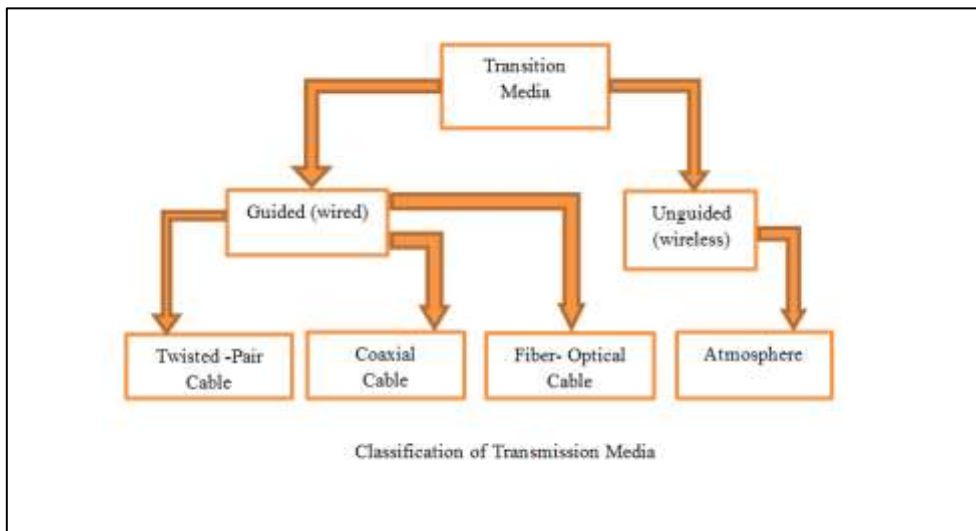 Transition
Media
Guided (wired)
Unguided
(wireless)
Twisted -Pair
Cable
Coaxial
Cable
Fiber- Optical
Cable
Atmosphere
Classification of Transmission Media